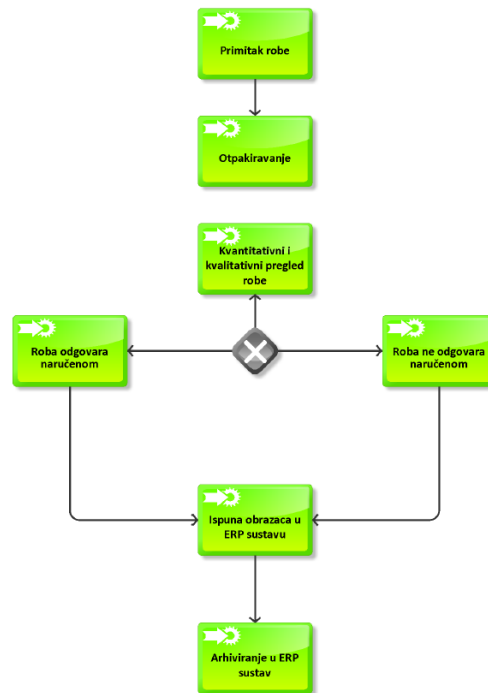 Primitak robe
Otpakiravanje
Kvantitativni i
kvalitativni pregled
robe
Roba odgovara
naručenom
Roba ne odgovara
naručenom
Ispuna obrazaca u
ERP sustavu
Arhiviranje u ERP
sustav